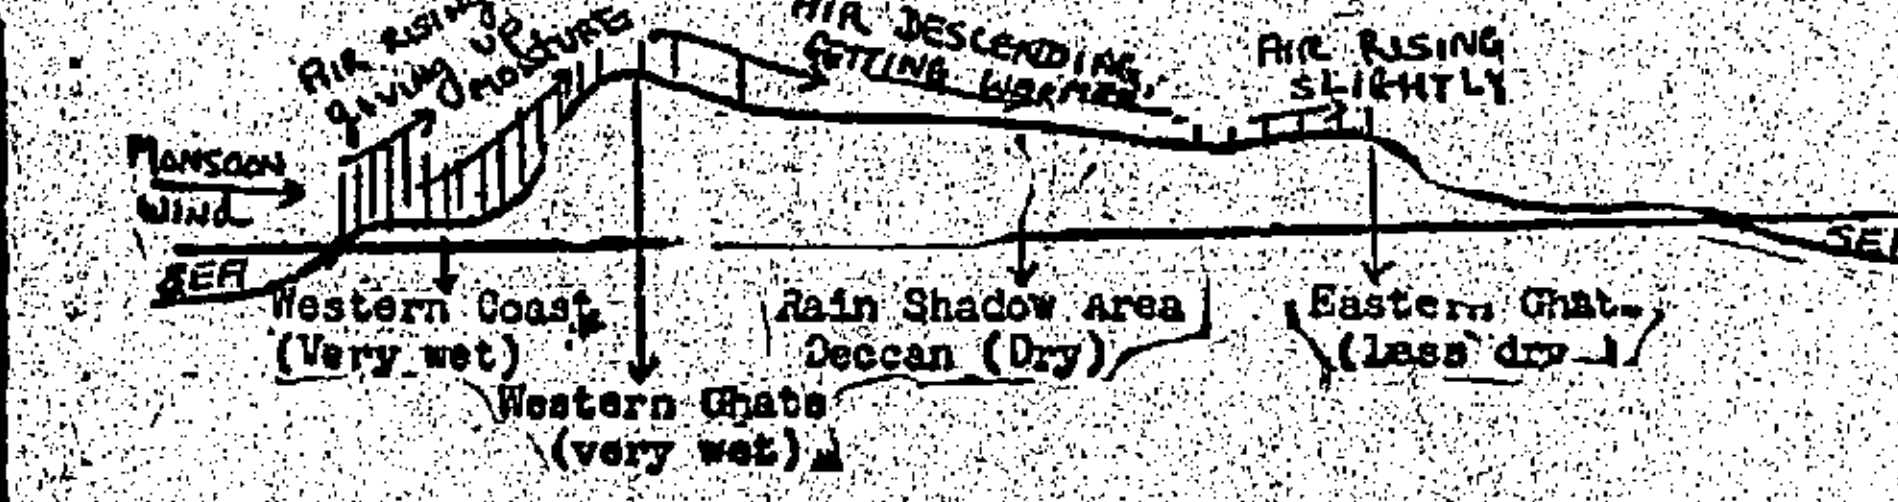 AIR RISING
giving up
MOISTURE
AIR DESCENDING,
GETTING WARMER.
AIR RISING
SLIGHTLY
MONSOON
WIND
SEA
SEA
Western Coast
(Very wet)
Rain Shadow Area
Deccan (Dry)
Eastern Ghat
(less dry)
Western Ghats
(very wet)